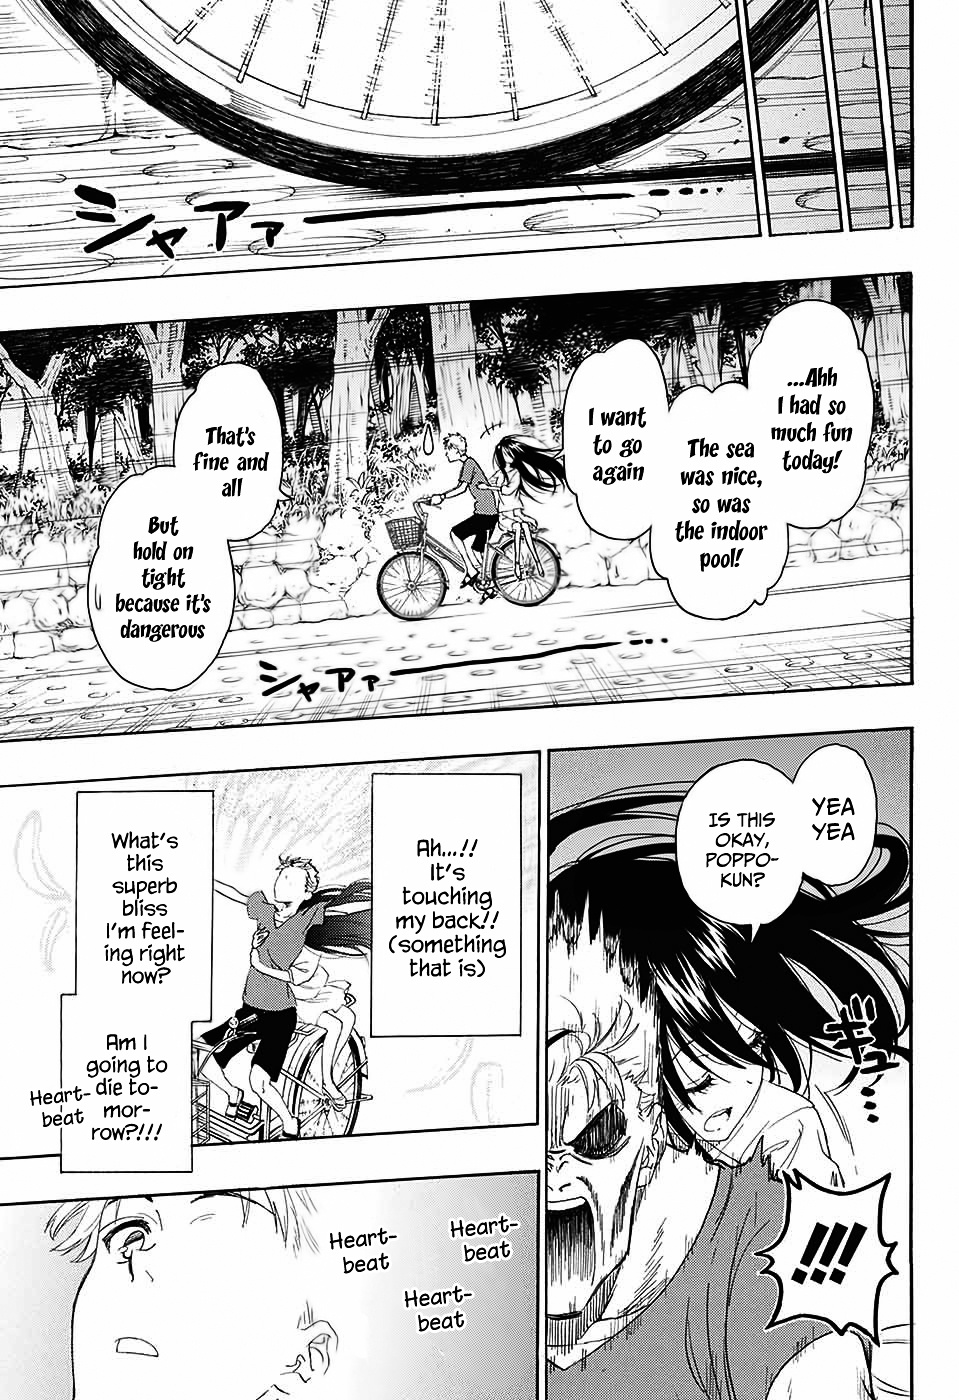 シャアァ
...Ahh
I had so
much fun
today!
The sea
was nice,
so was
the indoor
pool!
I want
to go
again
That's
fine and
all
But
hold on
tight
because it's
dangerous
シャアァ
YEA
YEA
IS THIS
OKAY,
POPPO-
KUN?
ギュ...
!!!
Ah...!!
It's
touching
my back!!
(something
that is)
What's
this
superb
bliss
I'm feel-
ing right
now?
Am I
going to
die to-
mor-
row?!!!
Heart-
beat
Heart-
beat
Heart-
beat
Heart-
beat